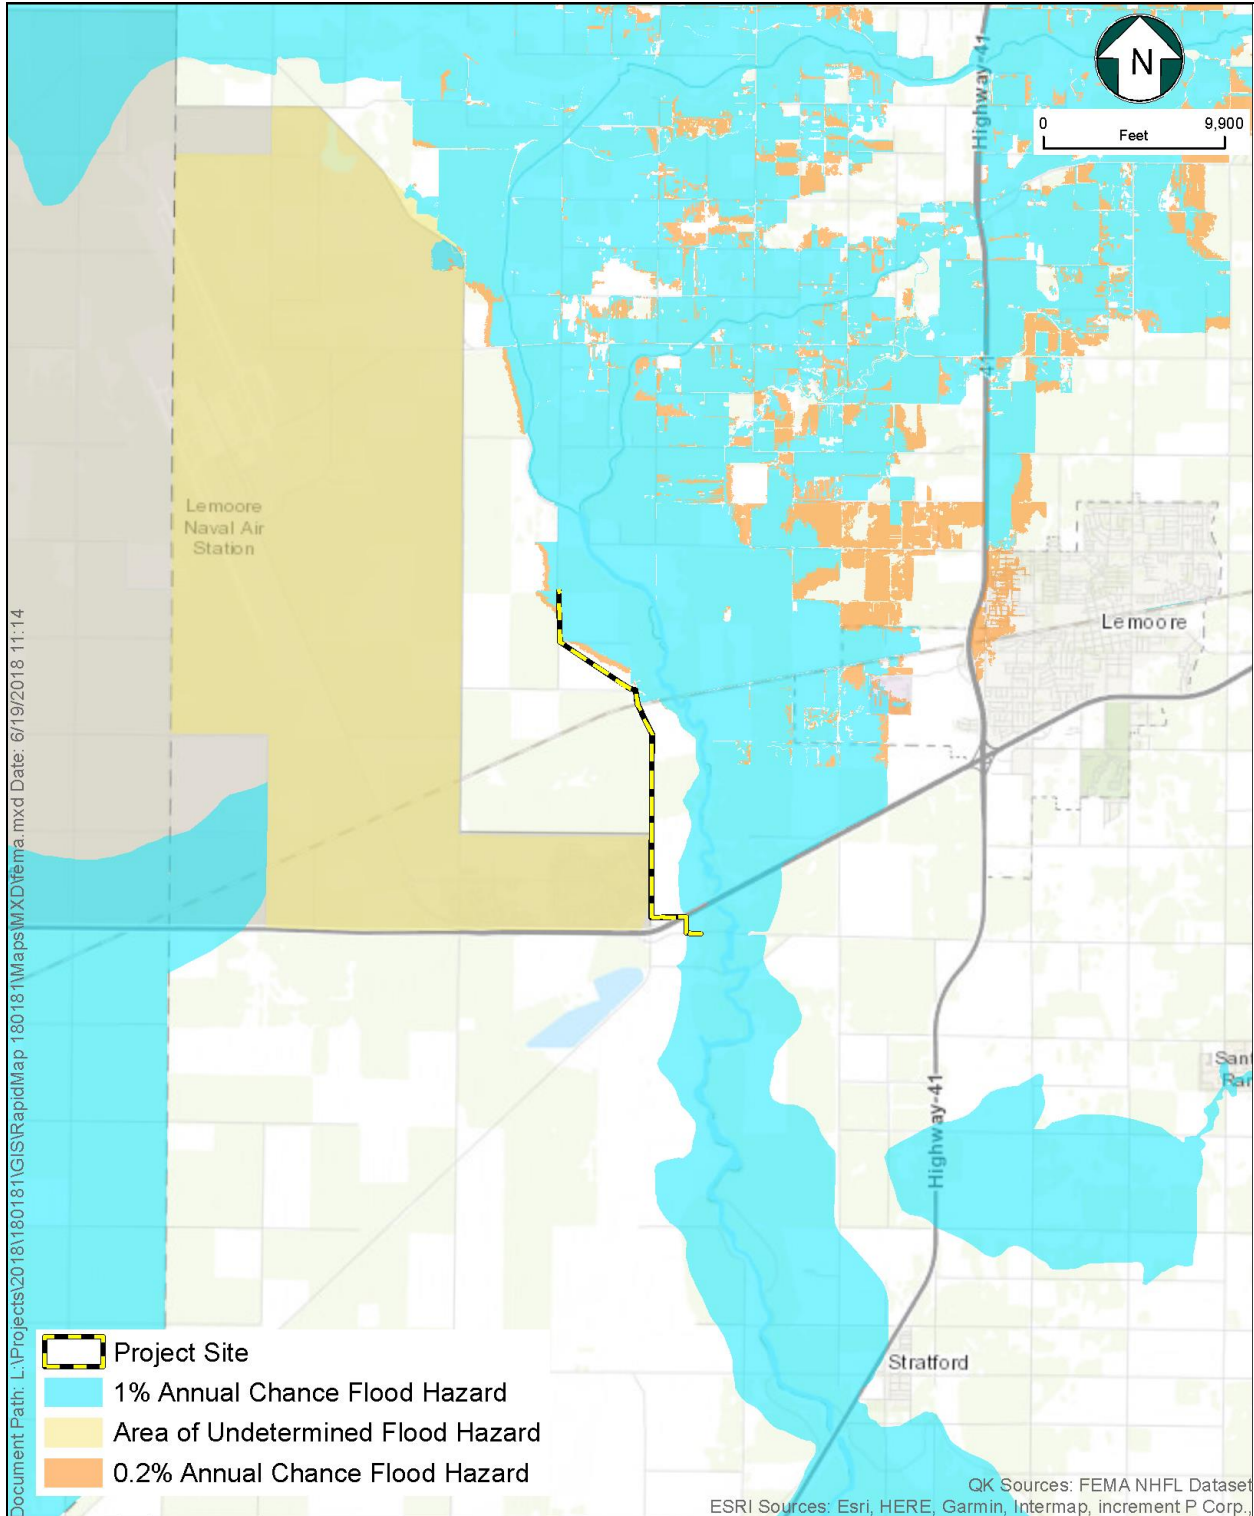 N
0 9,900
Feet
Highway-41
41
Lemoore
Naval Air
Station
Lemoore
Sant
Ran
Highway-41
Stratford
Project Site
1% Annual Chance Flood Hazard
Area of Undetermined Flood Hazard
0.2% Annual Chance Flood Hazard
QK Sources: FEMA NHFL Dataset
ESRI Sources: Esri, HERE, Garmin, Intermap, increment P Corp.,
Document Path: L:\Projects\2018\180181\GIS\RapidMap 180181\Maps\MXD\fema.mxd Date: 6/19/2018 11:14